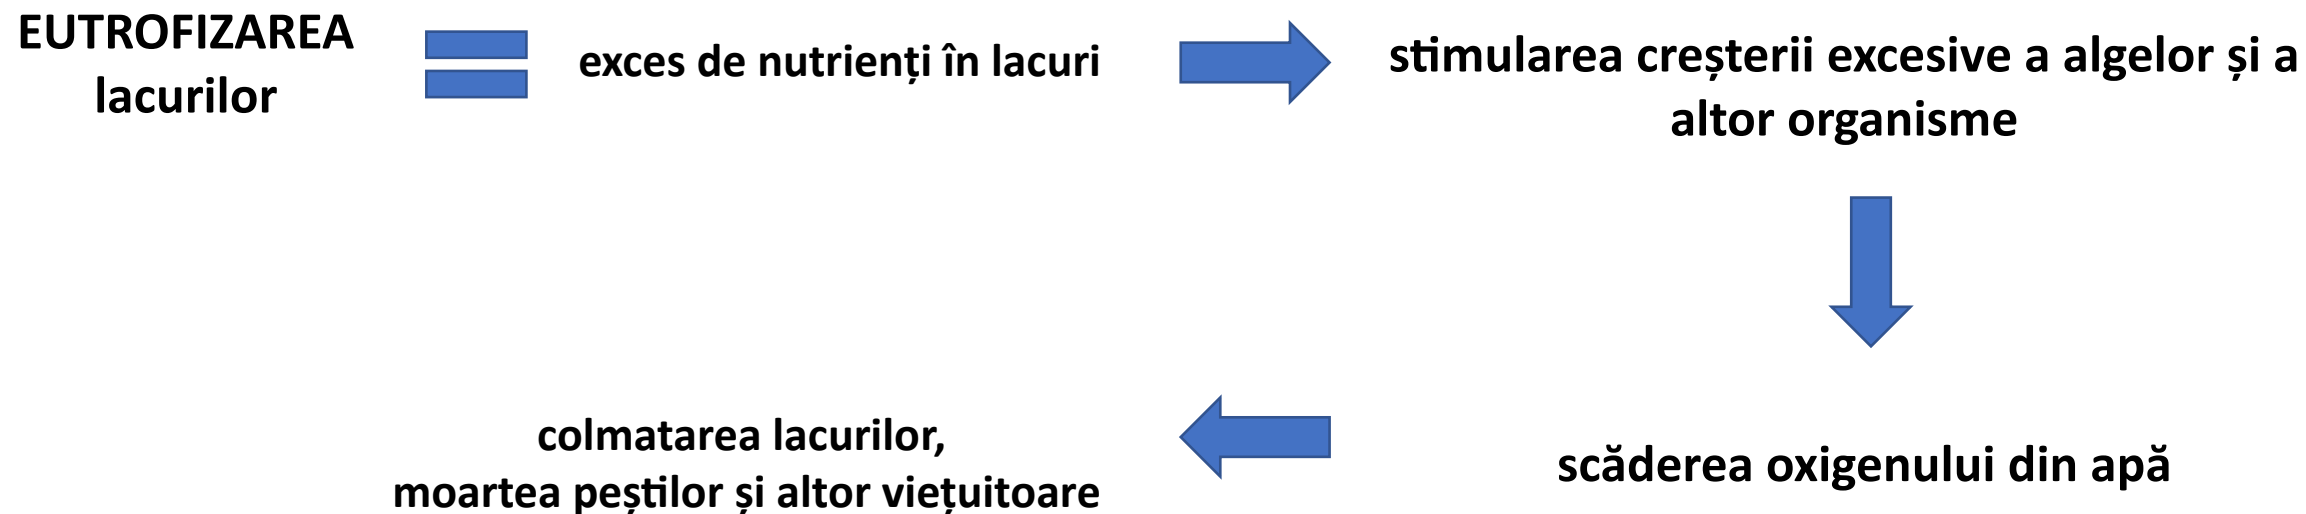 EUTROFIZAREA
lacurilor
exces de nutrienți în lacuri
stimularea creșterii excesive a algelor și a
altor organisme
scăderea oxigenului din apă
colmatarea lacurilor,
moartea peștilor și altor viețuitoare